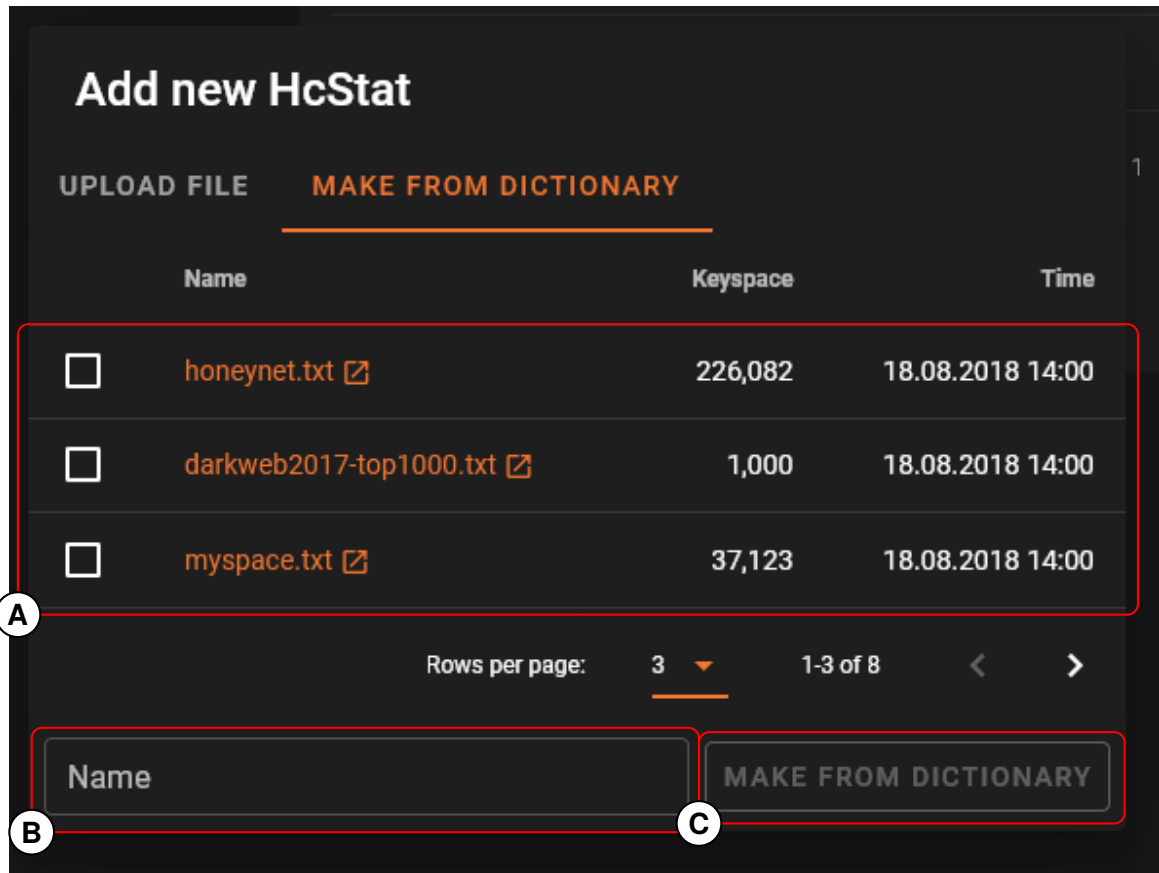 Add new HcStat
1
UPLOAD FILE MAKE FROM DICTIONARY
Name Keyspace Time
honeynet.txt 226,082 18.08.2018 14:00
darkweb2017-top1000.txt 1,000 18.08.2018 14:00
myspace.txt 37,123 18.08.2018 14:00
A
Rows per page: 3 1-3 of 8
Name MAKE FROM DICTIONARY
B C